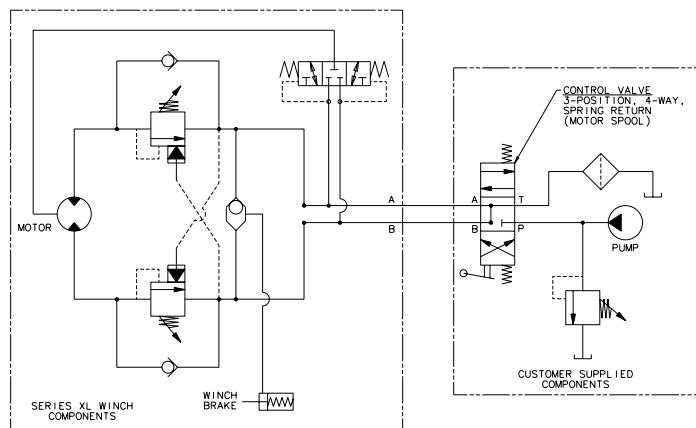 CONTROL VALVE
3-POSITION, 4-WAY,
SPRING RETURN
(MOTOR SPOOL)
A
A
T
MOTOR
B
B
P
PUMP
WINCH
BRAKE
SERIES XL WINCH
COMPONENTS
CUSTOMER SUPPLIED
COMPONENTS